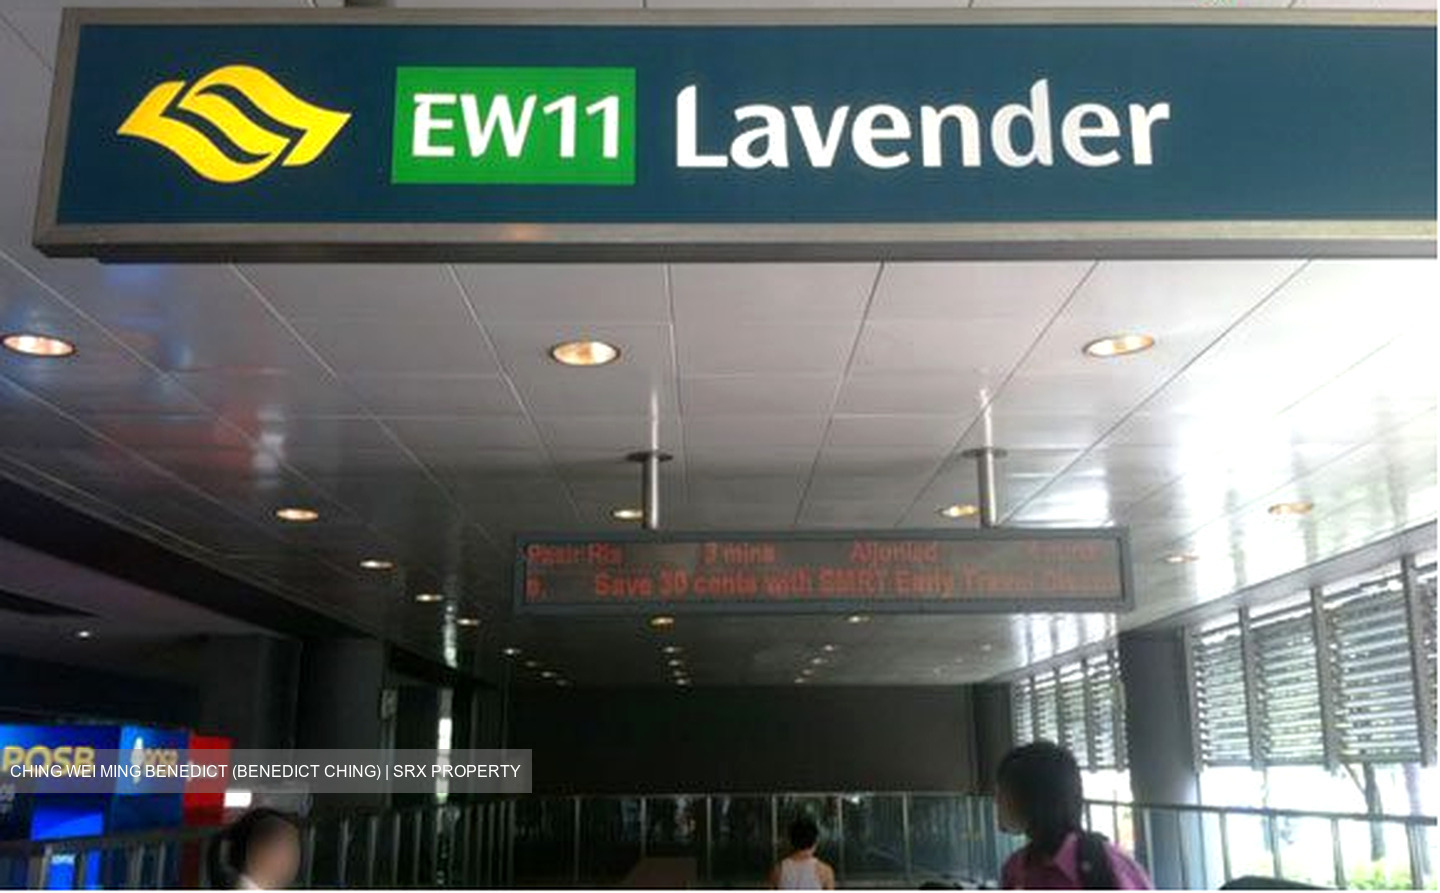 EW11 Lavender
Pasir Ris 3 mins Aljunied
Save 30 cents with SMRT Early Travel
POSB
CHING WEI MING BENEDICT (BENEDICT CHING) | SRX PROPERTY